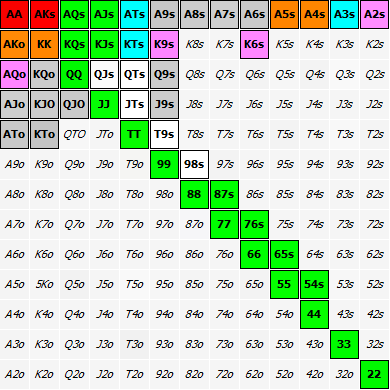 AA AKs AQs AJs ATs A9s A8s A7s A6s A5s A4s A3s A2s
AKo KK KQs KJs KTs K9s K8s K7s K6s K5s K4s K3s K2s
AQo KQo QQ QJs QTs Q9s Q8s Q7s Q6s Q5s Q4s Q3s Q2s
AJo KJO QJO JJ JTs J9s J8s J7s J6s J5s J4s J3s J2s
ATo KTo QTO JTo TT T9s T8s T7s T6s T5s T4s T3s T2s
A9o K9o Q9o J9o T9o 99 98s 97s 96s 95s 94s 93s 92s
A8o K8o Q8o J8o T8o 98o 88 87s 86s 85s 84s 83s 82s
A7o K7o Q7o J7o T7o 97o 87o 77 76s 75s 74s 73s 72s
A6o K6o Q6o J6o T6o 96o 86o 76o 66 65s 64s 63s 62s
A5o 5Ko Q5o J5o T5o 95o 85o 75o 65o 55 54s 53s 52s
A4o K4o Q4o J4o T4o 94o 84o 74o 64o 54o 44 43s 42s
A3o K3o Q3o J3o T3o 93o 83o 73o 63o 53o 43o 33 32s
A2o K2o Q2o J2o T2o 92o 82o 72o 62o 52o 42o 32o 22